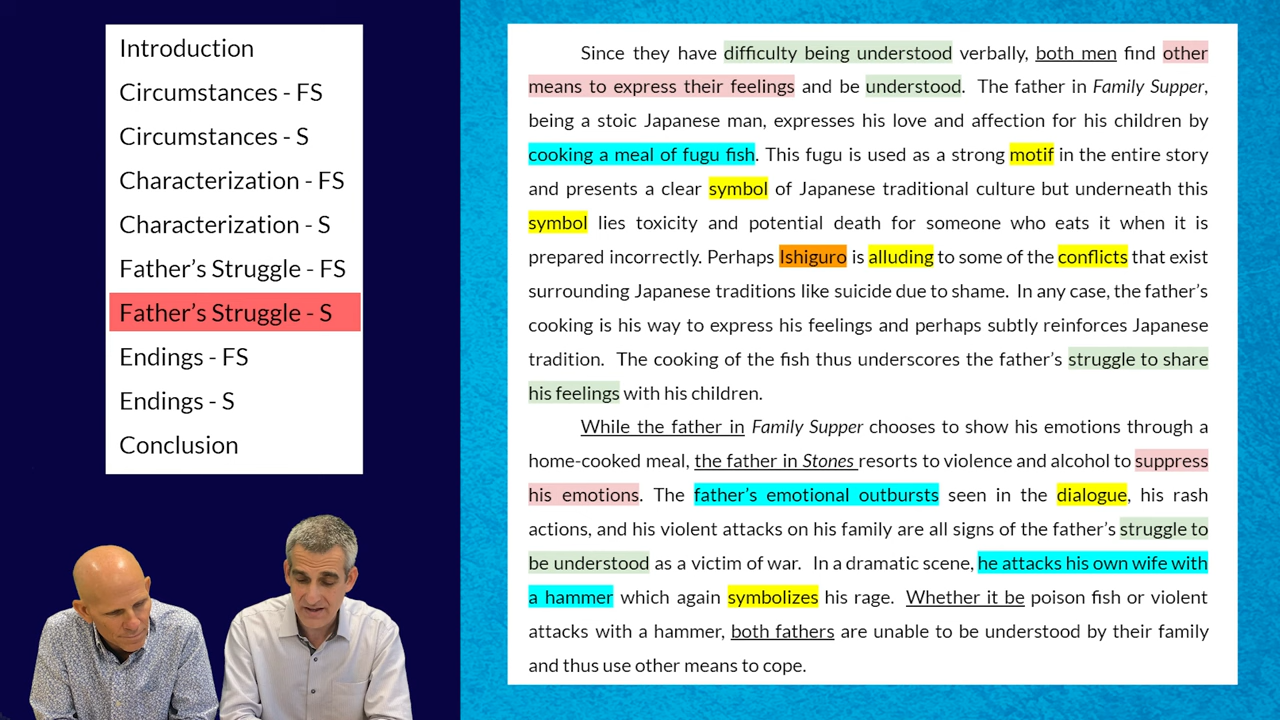 Introduction
Circumstances - FS
Circumstances - S
Characterization - FS
Characterization - S
Father's Struggle - FS
Father's Struggle - S
Endings - FS
Endings - S
Conclusion
Since they have difficulty being understood verbally, both men find other
means to express their feelings and be understood. The father in Family Supper,
being a stoic Japanese man, expresses his love and affection for his children by
cooking a meal of fugu fish. This fugu is used as a strong motif in the entire story
and presents a clear symbol of Japanese traditional culture but underneath this
symbol lies toxicity and potential death for someone who eats it when it is
prepared incorrectly. Perhaps Ishiguro is alluding to some of the conflicts that exist
surrounding Japanese traditions like suicide due to shame. In any case, the father's
cooking is his way to express his feelings and perhaps subtly reinforces Japanese
tradition. The cooking of the fish thus underscores the father's struggle to share
his feelings with his children.
While the father in Family Supper chooses to show his emotions through a
home-cooked meal, the father in Stones resorts to violence and alcohol to suppress
his emotions. The father's emotional outbursts seen in the dialogue, his rash
actions, and his violent attacks on his family are all signs of the father's struggle to
be understood as a victim of war. In a dramatic scene, he attacks his own wife with
a hammer which again symbolizes his rage. Whether it be poison fish or violent
attacks with a hammer, both fathers are unable to be understood by their family
and thus use other means to cope.